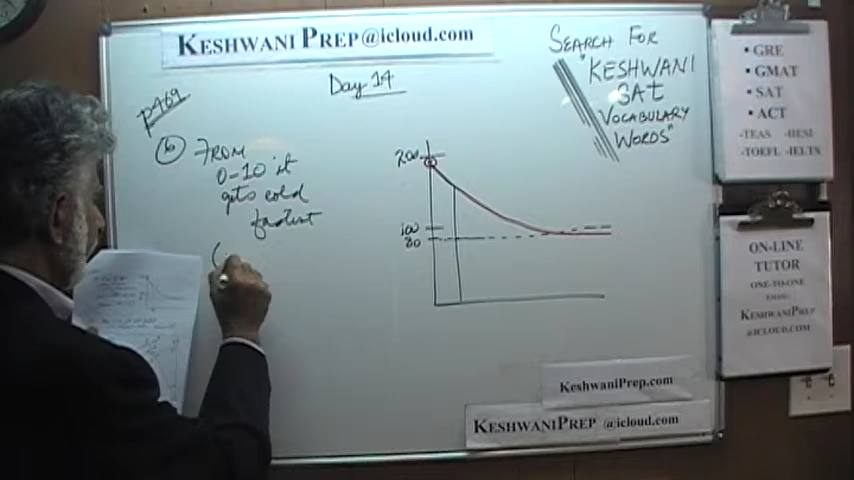 KESHWANI PREP@icloud.com
Day 14
p469
SEARCH FOR
"KESHWANI
SAT
VOCABULARY
WORDS"
b
FROM
0-10 it
gets cold
fastest
(
200
100
80
• GRE
• GMAT
• SAT
• ACT
-TEAS -HESI
-TOEFL -IELTS
ON-LINE
TUTOR
ONE-TO-ONE
EMAIL:
KESHWANIPREP
@ICLOUD.COM
KESHWANIPREP.com
KESHWANIPREP @icloud.com